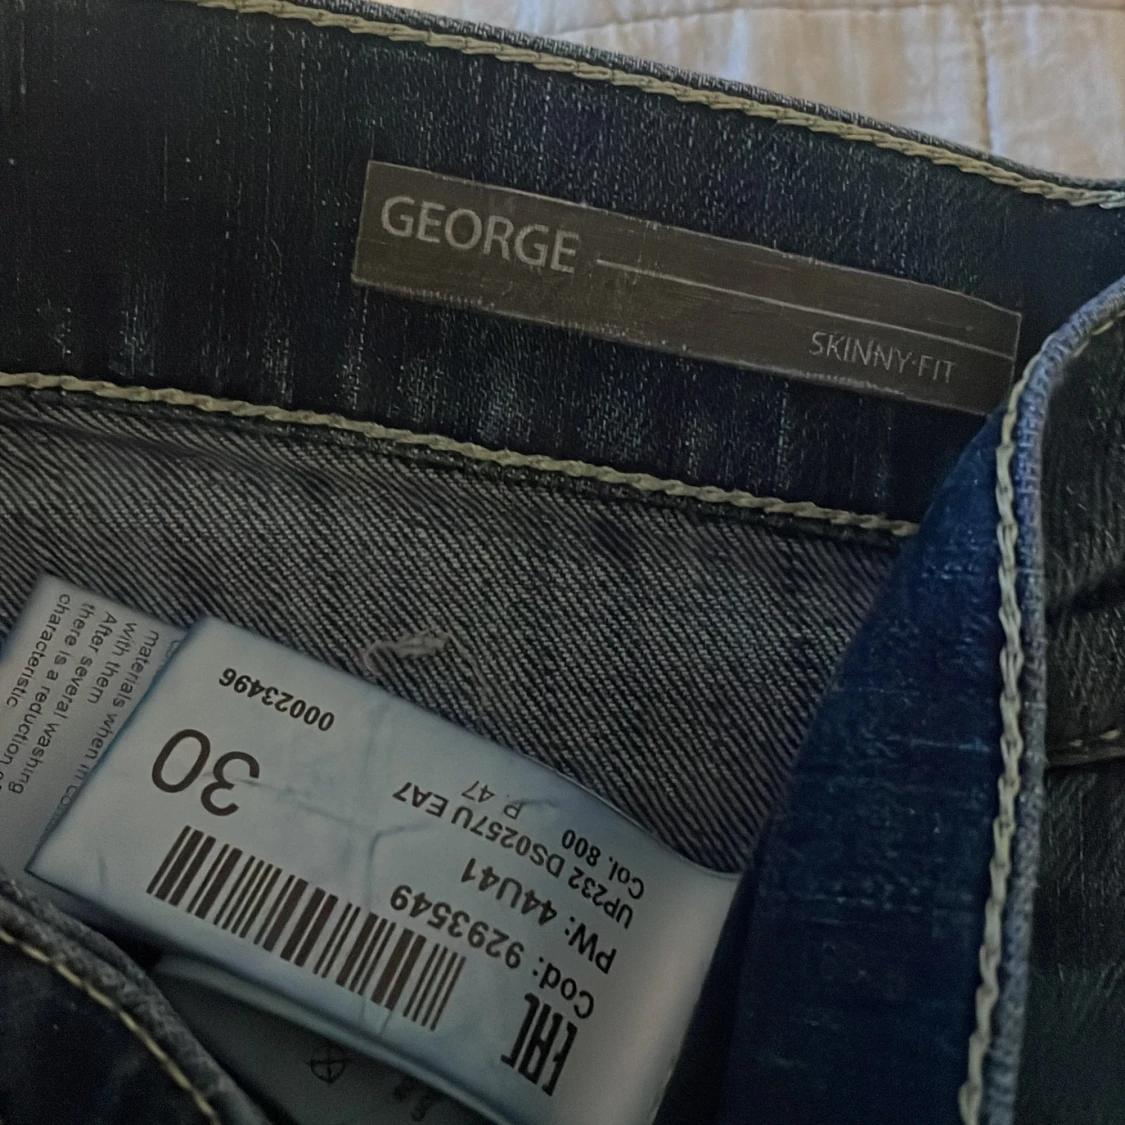 GEORGE
SKINNY·FIT
materials when in
with them
After several washing
there is a reduction
characteristic
00023496
30
UP232 DS0257U EA7
P. 47
Col. 800
PW: 44U41
Cod: 9293549
EAC